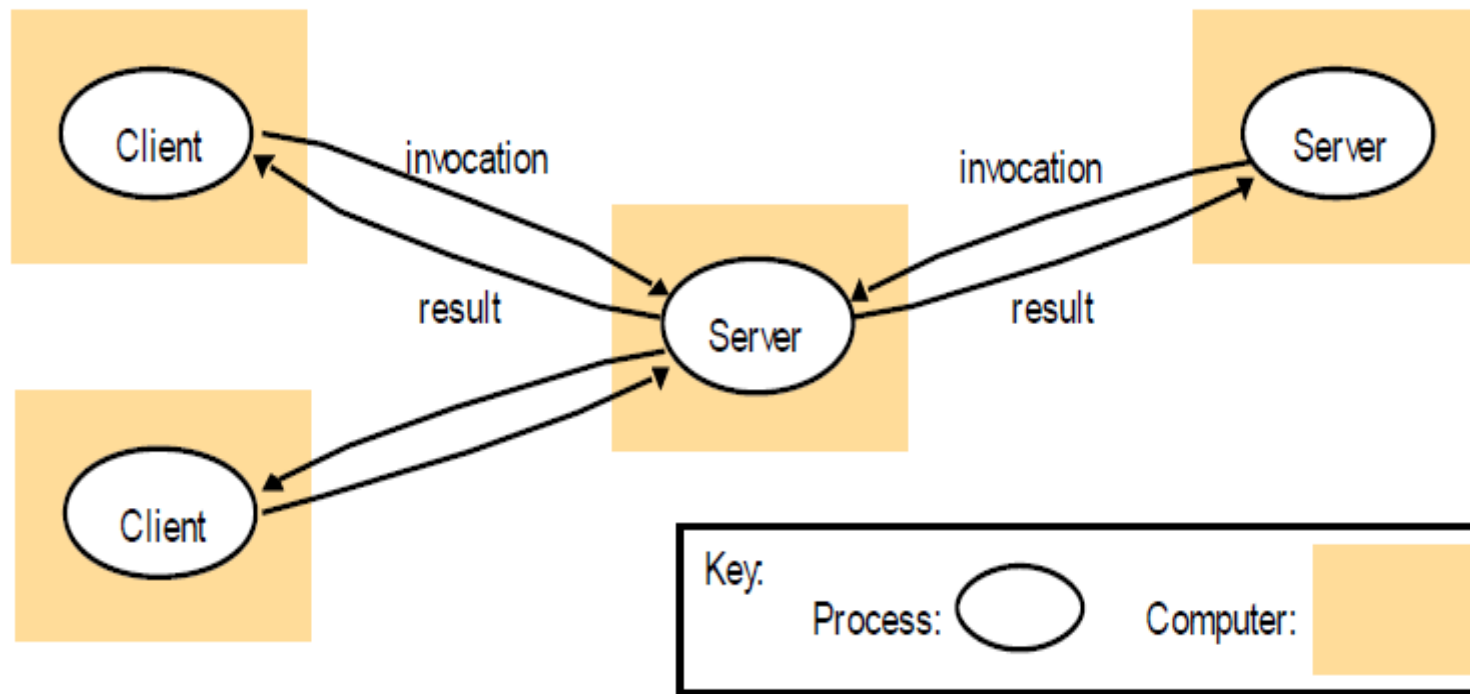 Client
invocation
result
Server
invocation
result
Server
Client
Key:
Process:
Computer: